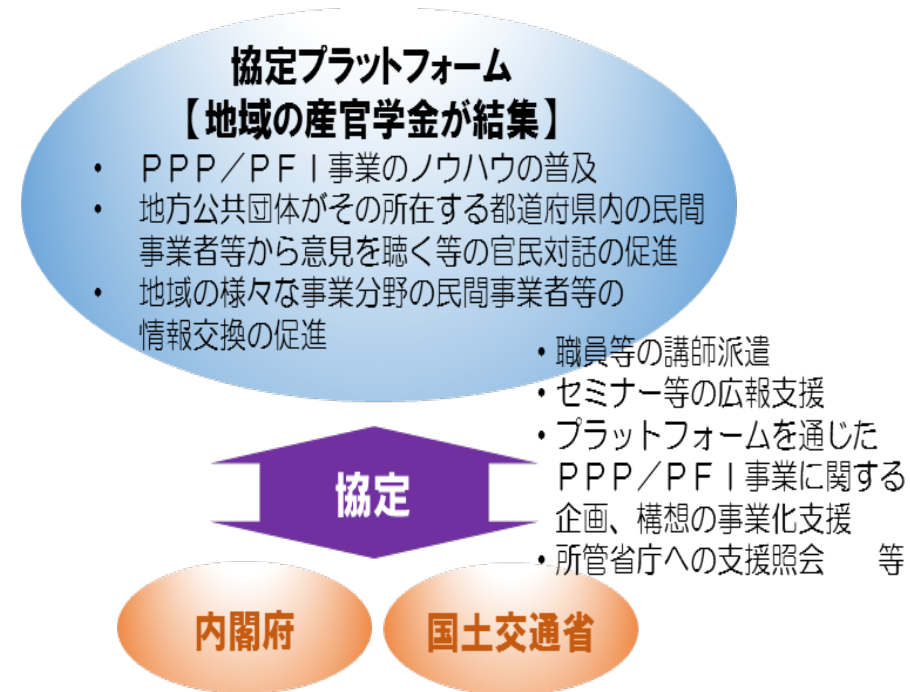 協定プラットフォーム
【地域の産官学金が結集】
・ ＰＰＰ／ＰＦＩ事業のノウハウの普及
・ 地方公共団体がその所在する都道府県内の民間
事業者等から意見を聴く等の官民対話の促進
・ 地域の様々な事業分野の民間事業者等の
情報交換の促進
・職員等の講師派遣
・セミナー等の広報支援
・プラットフォームを通じた
ＰＰＰ／ＰＦＩ事業に関する
企画、構想の事業化支援
・所管省庁への支援照会　等
協定
内閣府
国土交通省